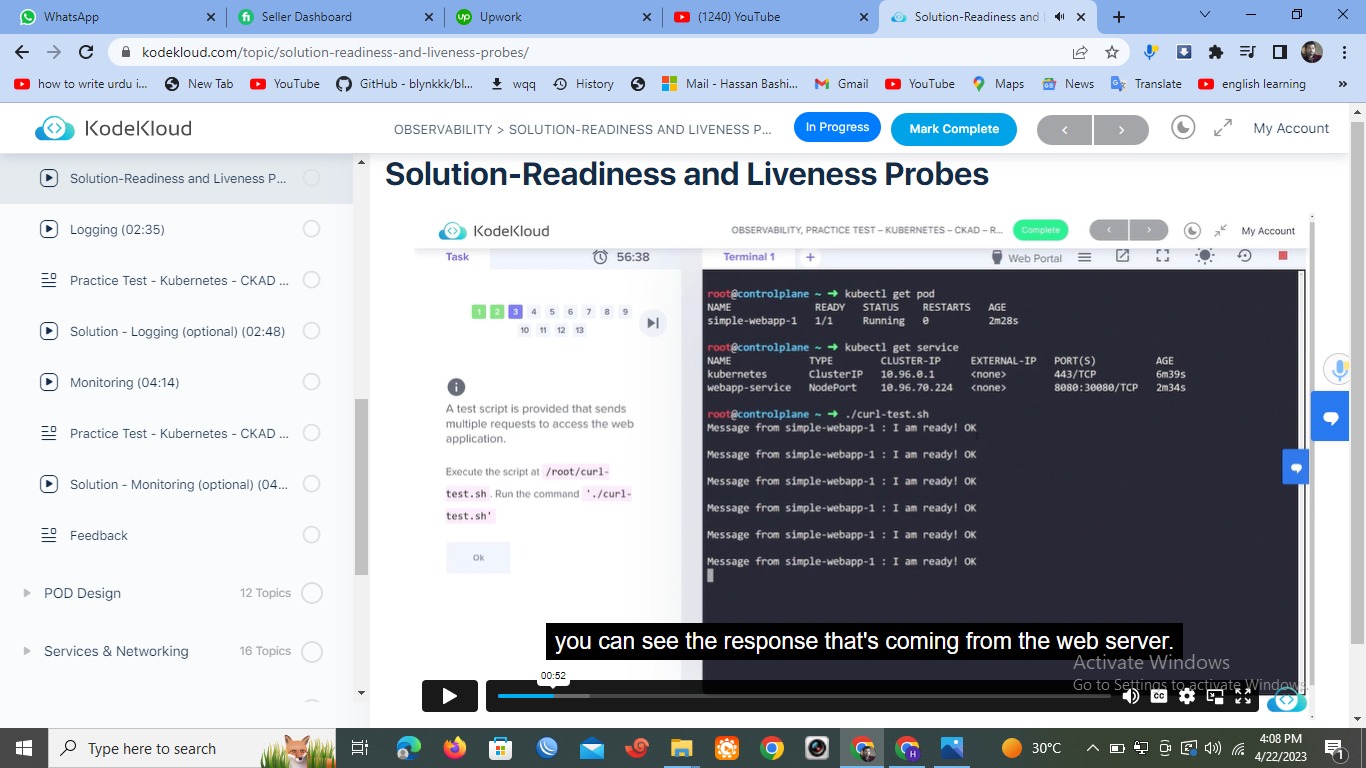 WhatsApp
Seller Dashboard
Upwork
(1240) YouTube
Solution-Readiness and L
kodekloud.com/topic/solution-readiness-and-liveness-probes/
how to write urdu i...
New Tab
YouTube
GitHub - blynkkk/bl...
wqq
History
Mail - Hassan Bashi...
Gmail
YouTube
Maps
News
Translate
english learning
»
KodeKloud
OBSERVABILITY > SOLUTION-READINESS AND LIVENESS P...
In Progress
Mark Complete
< >
My Account
Solution-Readiness and Liveness P...
Logging (02:35)
Practice Test - Kubernetes - CKAD ...
Solution - Logging (optional) (02:48)
Monitoring (04:14)
Practice Test - Kubernetes - CKAD ...
Solution - Monitoring (optional) (04...
Feedback
POD Design 12 Topics
Services & Networking 16 Topics
Solution-Readiness and Liveness Probes
KodeKloud
OBSERVABILITY, PRACTICE TEST – KUBERNETES – CKAD – R...
Complete
< >
My Account
Task
56:38
Terminal 1 +
Web Portal
1 2 3 4 5 6 7 8 9
10 11 12 13
A test script is provided that sends
multiple requests to access the web
application.
Execute the script at /root/curl-
test.sh . Run the command './curl-
test.sh'
Ok
root@controlplane ~ ➜ kubectl get pod
NAME READY STATUS RESTARTS AGE
simple-webapp-1 1/1 Running 0 2m28s
root@controlplane ~ ➜ kubectl get service
NAME TYPE CLUSTER-IP EXTERNAL-IP PORT(S) AGE
kubernetes ClusterIP 10.96.0.1 <none> 443/TCP 6m39s
webapp-service NodePort 10.96.70.224 <none> 8080:30080/TCP 2m34s
root@controlplane ~ ➜ ./curl-test.sh
Message from simple-webapp-1 : I am ready! OK
Message from simple-webapp-1 : I am ready! OK
Message from simple-webapp-1 : I am ready! OK
Message from simple-webapp-1 : I am ready! OK
Message from simple-webapp-1 : I am ready! OK
Message from simple-webapp-1 : I am ready! OK
you can see the response that's coming from the web server.
Activate Windows
Go to Settings to activate Windows.
00:52
CC
Type here to search
30°C
4:08 PM
4/22/2023
1